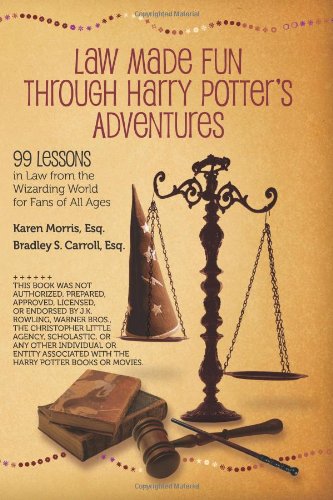 Law Made Fun
Through Harry Potter's
Adventures
99 Lessons
in Law from the
Wizarding World
for Fans of All Ages
Karen Morris, Esq.
Bradley S. Carroll, Esq.
++++++
THIS BOOK WAS NOT
AUTHORIZED, PREPARED,
APPROVED, LICENSED,
OR ENDORSED BY J.K.
ROWLING, WARNER BROS.,
THE CHRISTOPHER LITTLE
AGENCY, SCHOLASTIC, OR
ANY OTHER INDIVIDUAL OR
ENTITY ASSOCIATED WITH THE
HARRY POTTER BOOKS OR MOVIES.